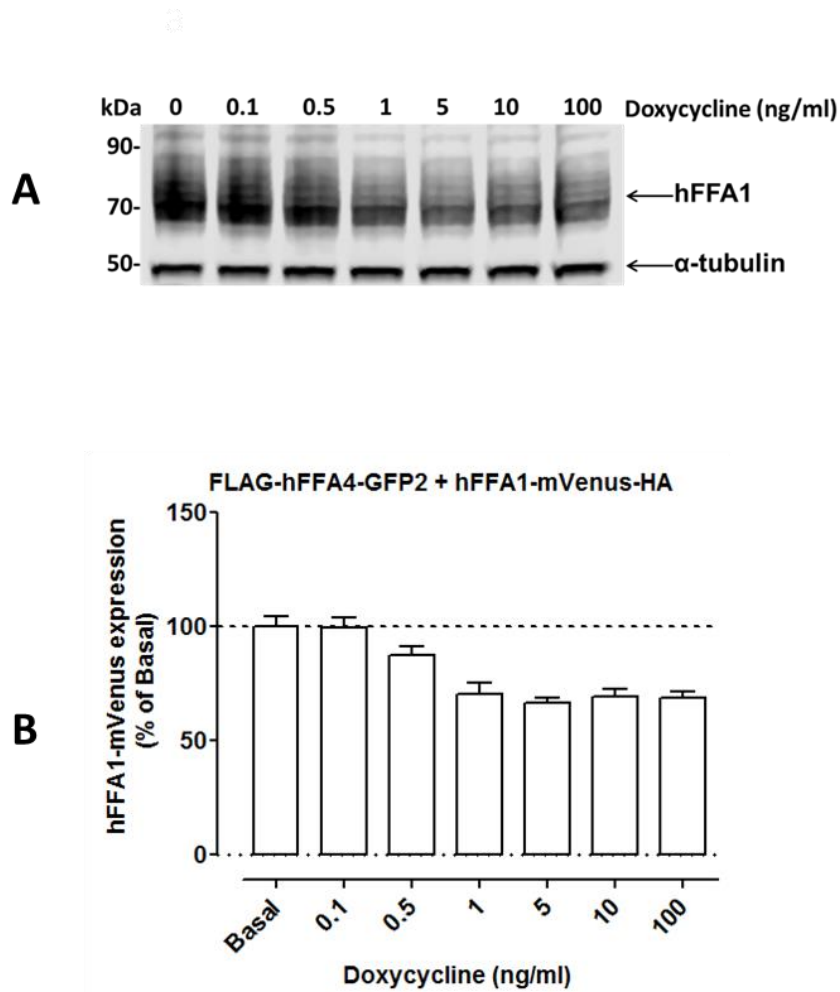 kDa 0 0.1 0.5 1 5 10 100 Doxycycline (ng/ml)
90-
A
hFFA1
70-
50-
α-tubulin
FLAG-hFFA4-GFP2 + hFFA1-mVenus-HA
hFFA1-mVenus expression
(% of Basal)
150
100
50
0
B
Basal 0.1 0.5 1 5 10 100
Doxycycline (ng/ml)